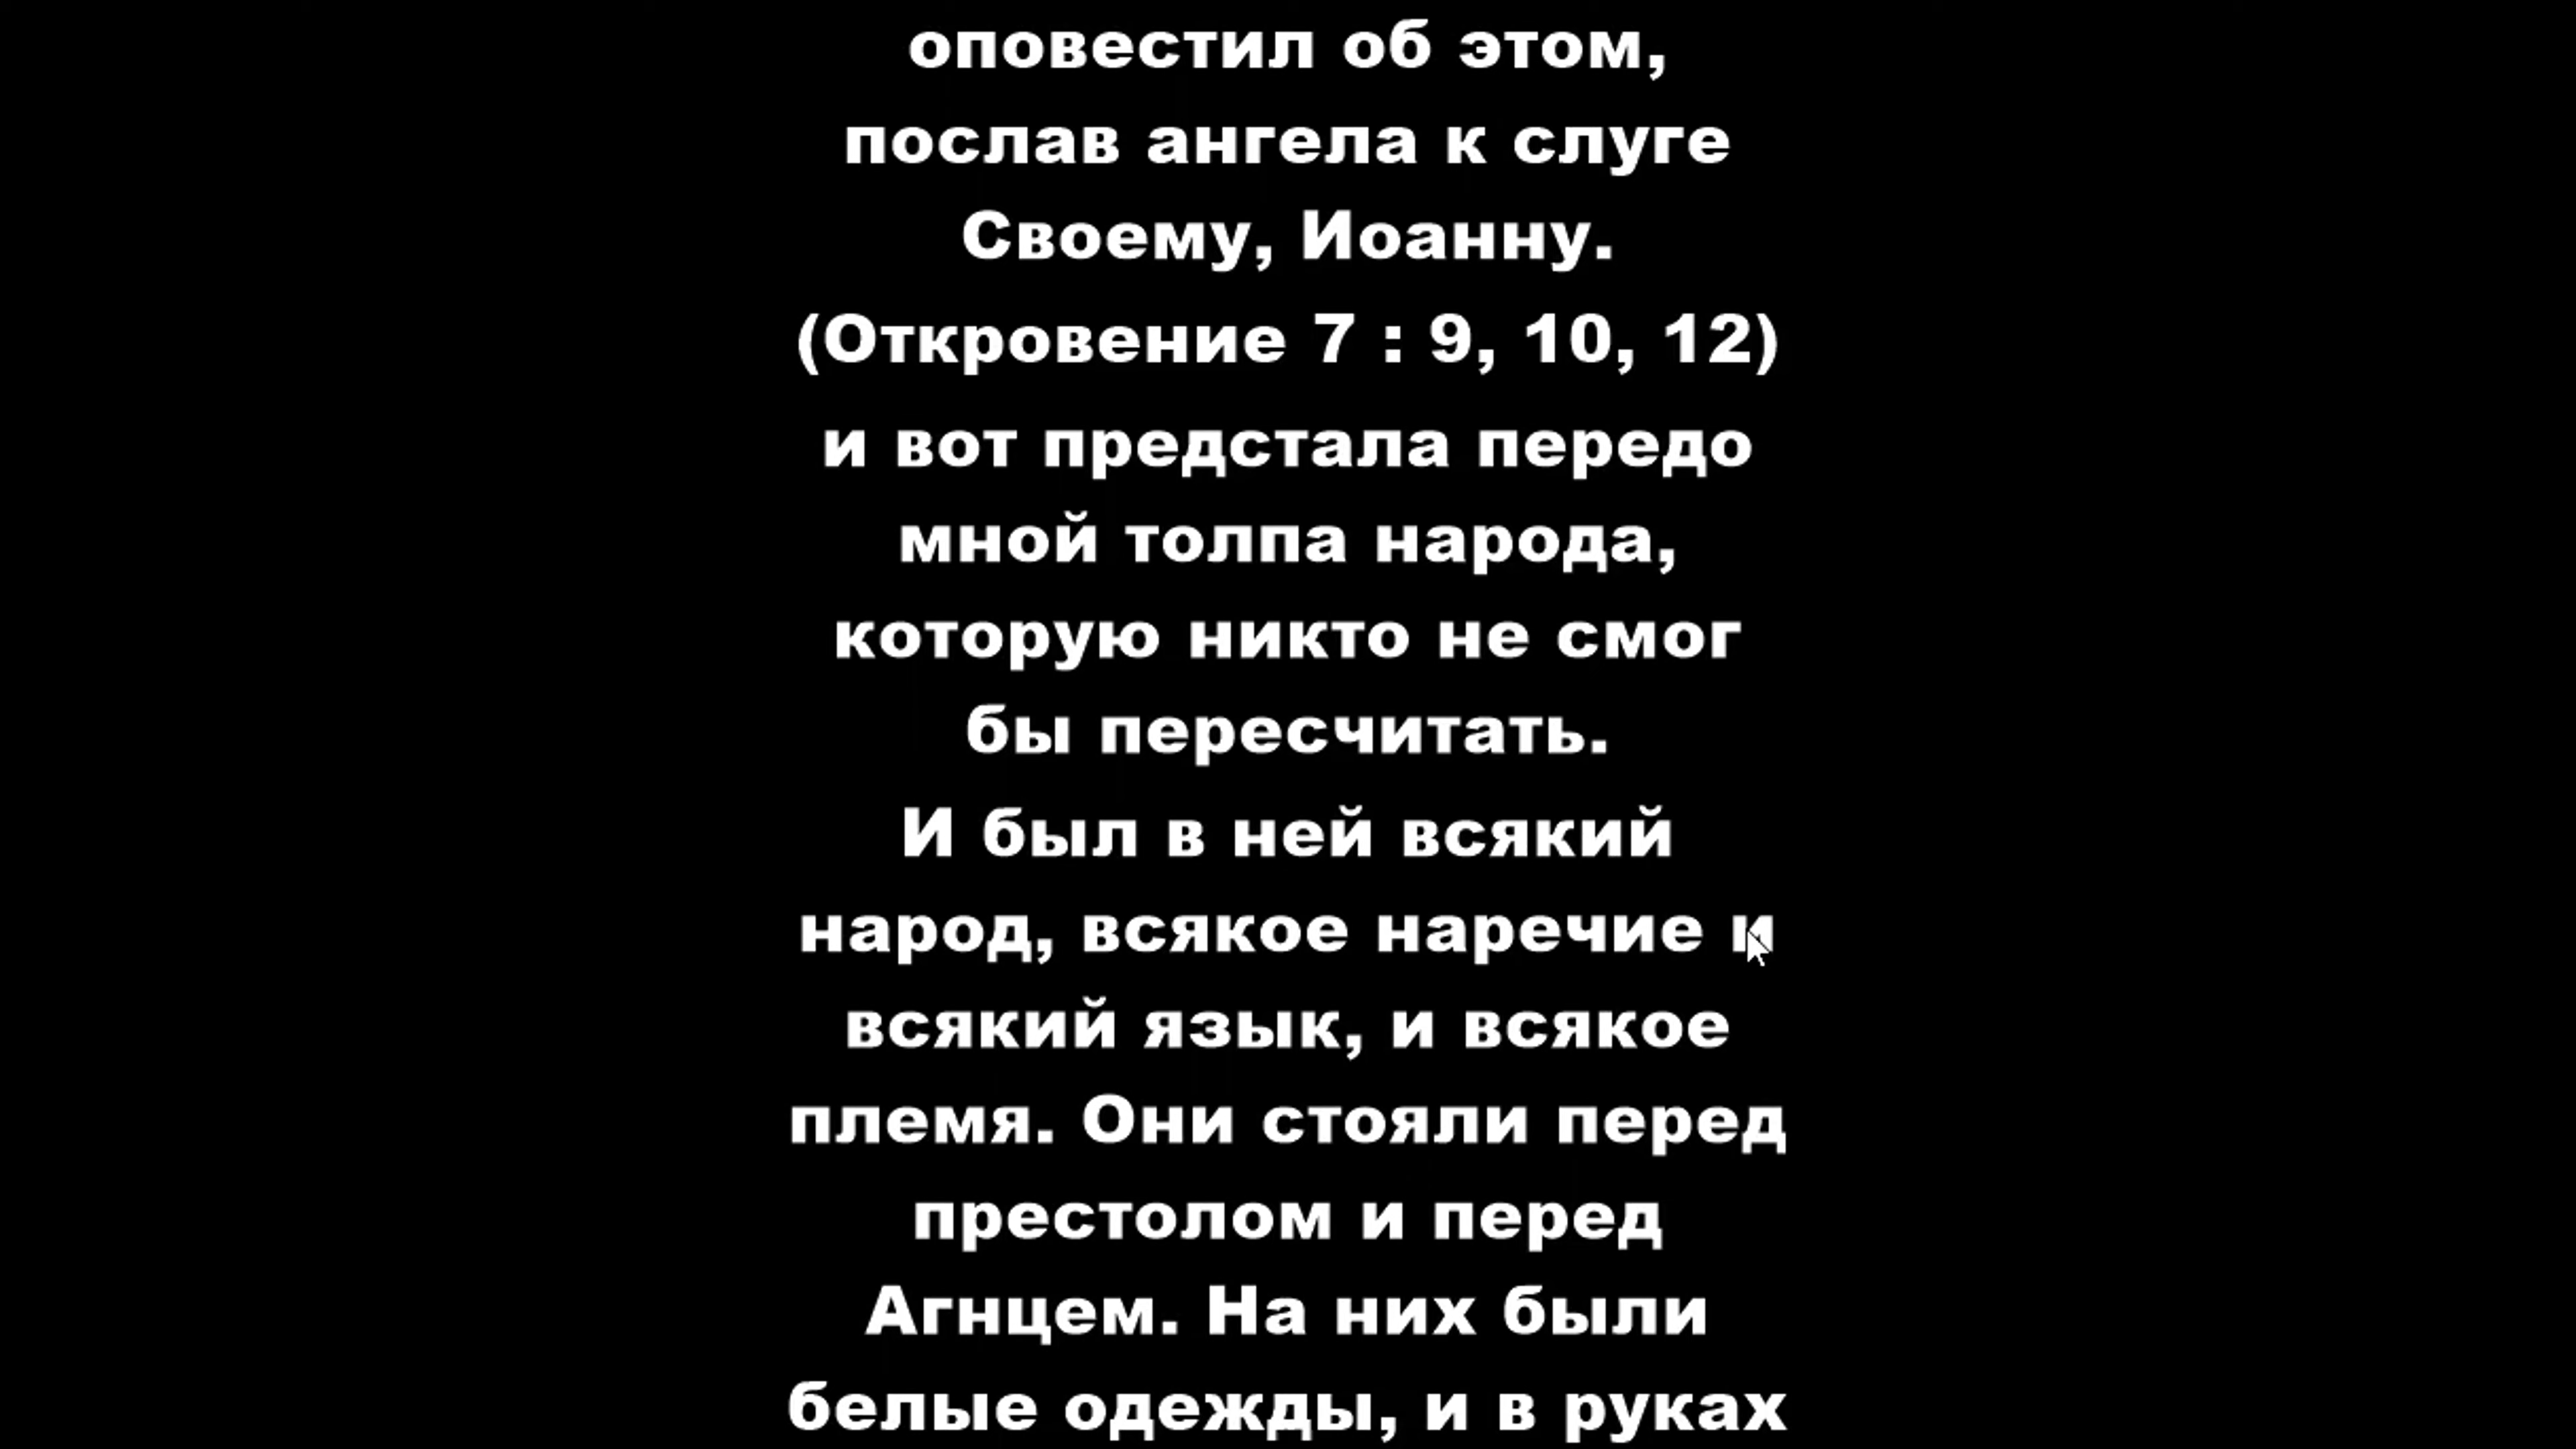 оповестил об этом,
послав ангела к слуге
Своему, Иоанну.
(Откровение 7 : 9, 10, 12)
и вот предстала передо
мной толпа народа,
которую никто не смог
бы пересчитать.
И был в ней всякий
народ, всякое наречие и
всякий язык, и всякое
племя. Они стояли перед
престолом и перед
Агнцем. На них были
белые одежды, и в руках